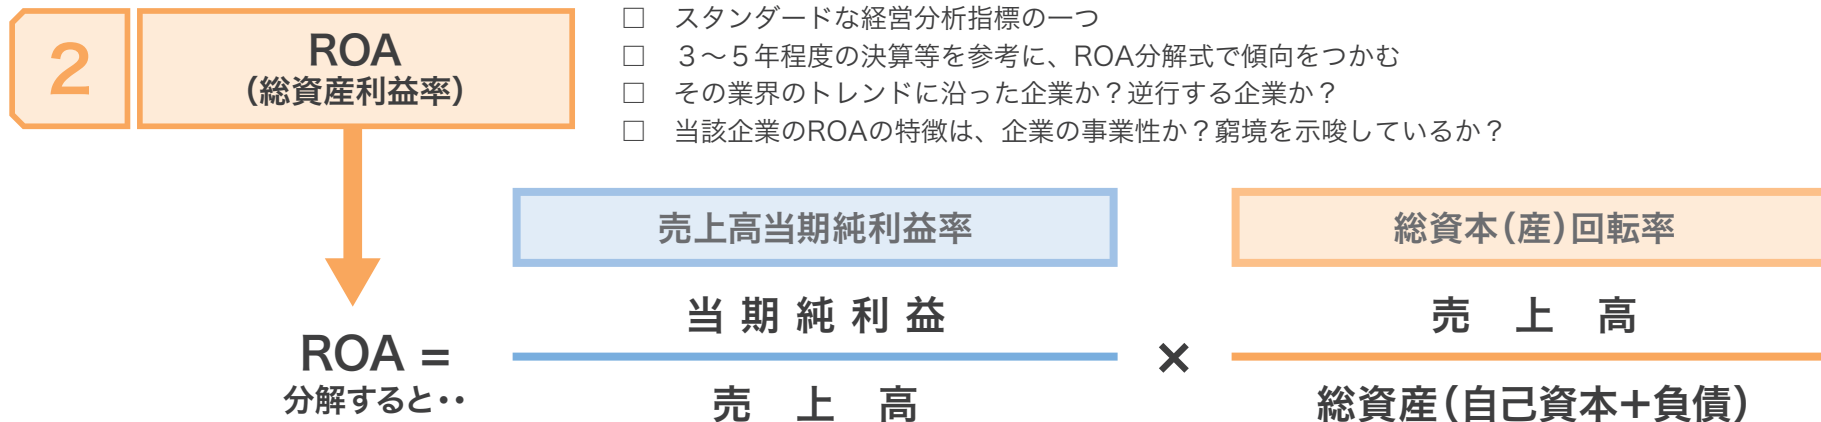 2
ROA
(総資産利益率)
□ スタンダードな経営分析指標の一つ
□ ３～５年程度の決算等を参考に、ROA分解式で傾向をつかむ
□ その業界のトレンドに沿った企業か？逆行する企業か？
□ 当該企業のROAの特徴は、企業の事業性か？窮境を示唆しているか？
売上高当期純利益率
総資本(産)回転率
ROA =
分解すると・・
当期純利益
売上高
×
売上高
総資産(自己資本＋負債)